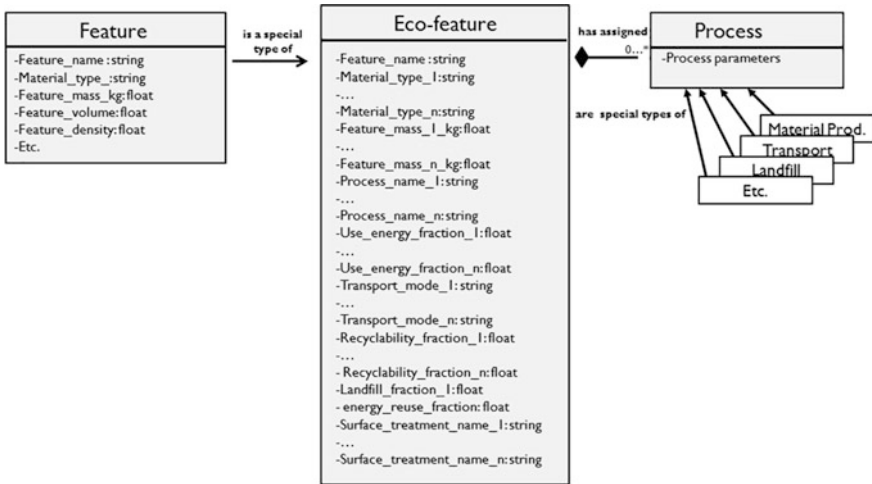 Feature
-Feature_name :string
-Material_type_:string
-Feature_mass_kg:float
-Feature_volume:float
-Feature_density:float
-Etc.
is a special
type of
Eco-feature
-Feature_name :string
-Material_type_1:string
-...
-Material_type_n:string
-Feature_mass_1_kg:float
-...
-Feature_mass_n_kg:float
-Process_name_1:string
-...
-Process_name_n:string
-Use_energy_fraction_1:float
-...
-Use_energy_fraction_n:float
-Transport_mode_1:string
-...
-Transport_mode_n:string
-Recyclability_fraction_1:float
-...
- Recyclability_fraction_n:float
-Landfill_fraction_1:float
- energy_reuse_fraction:float
-Surface_treatment_name_1:string
-...
-Surface_treatment_name_n:string
has assigned
0...*
Process
-Process parameters
are special types of
Material Prod.
Transport
Landfill
Etc.